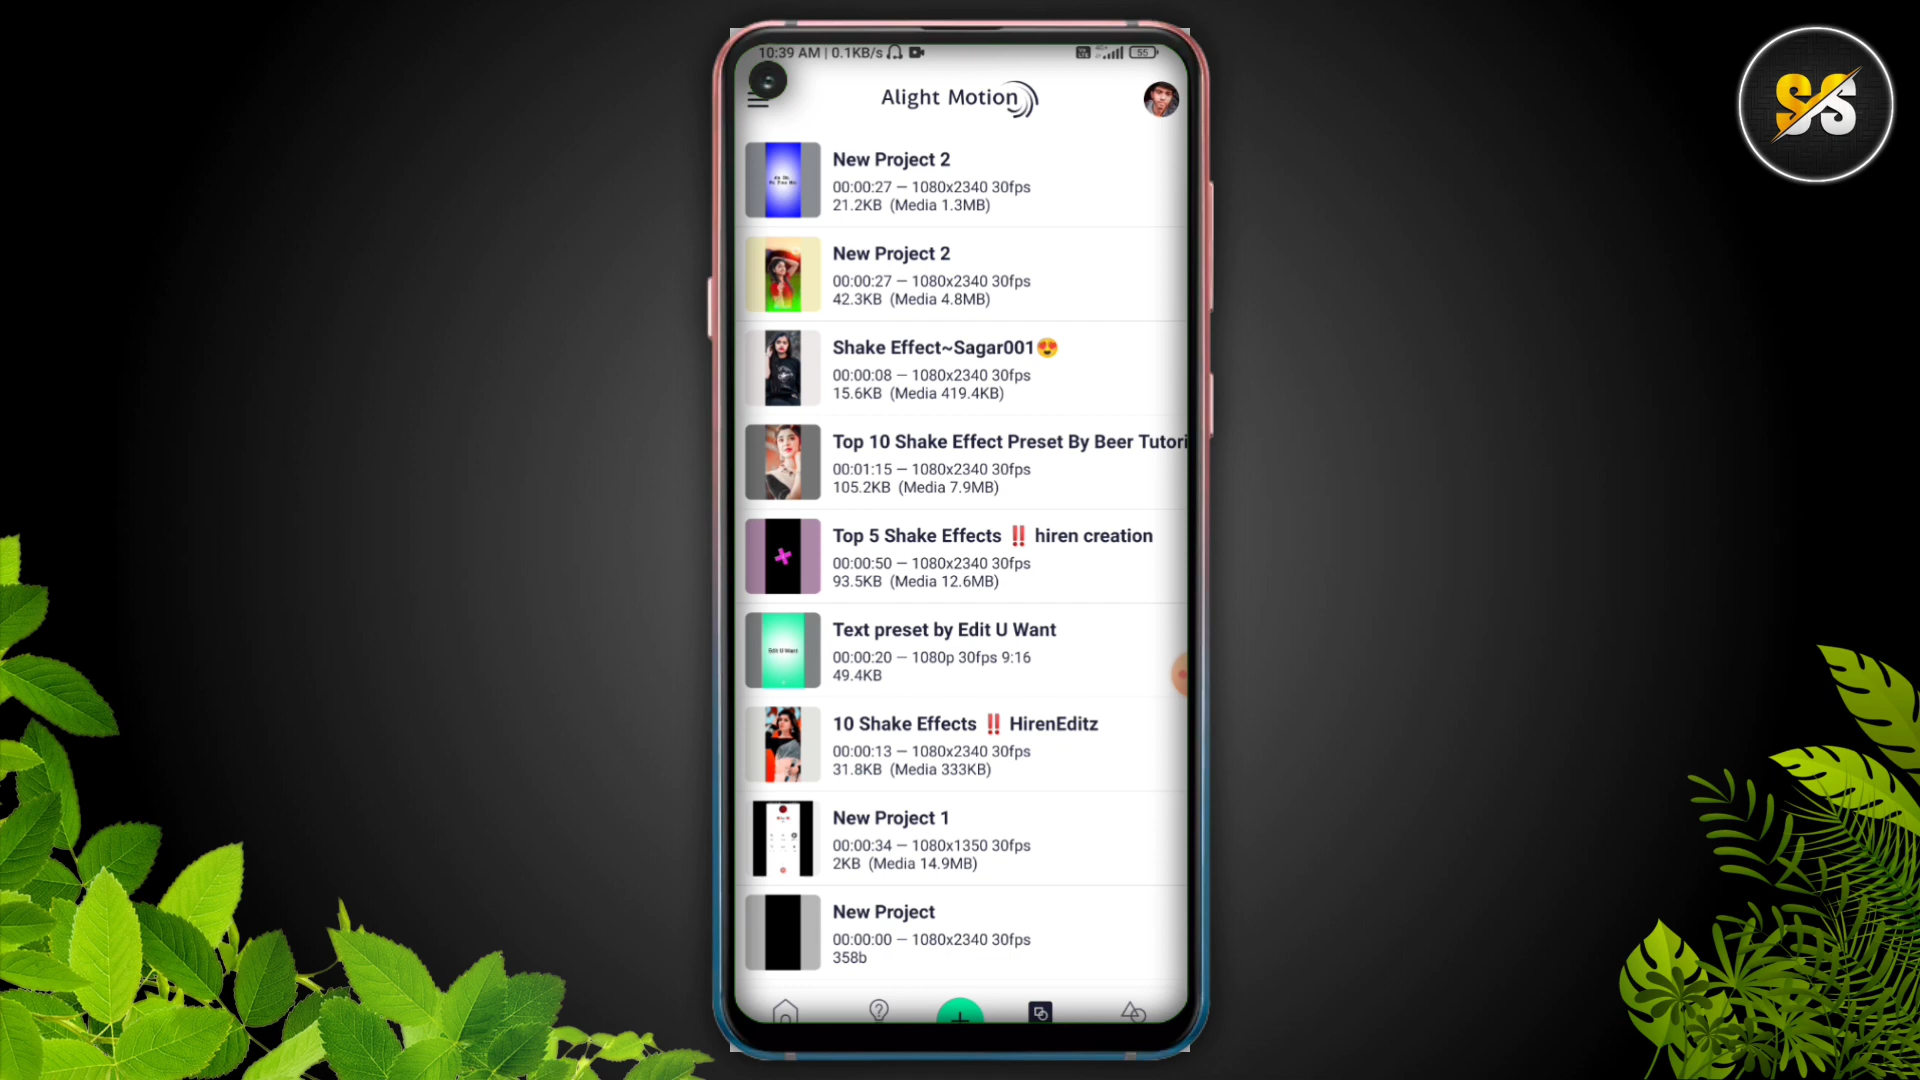 10:39 AM | 0.1KB/s
4G+
55
Alight Motion
SS
New Project 2
00:00:27 — 1080x2340 30fps
21.2KB (Media 1.3MB)
New Project 2
00:00:27 — 1080x2340 30fps
42.3KB (Media 4.8MB)
Shake Effect~Sagar001😍
00:00:08 — 1080x2340 30fps
15.6KB (Media 419.4KB)
Top 10 Shake Effect Preset By Beer Tutori
00:01:15 — 1080x2340 30fps
105.2KB (Media 7.9MB)
Top 5 Shake Effects ‼️ hiren creation
00:00:50 — 1080x2340 30fps
93.5KB (Media 12.6MB)
Text preset by Edit U Want
00:00:20 — 1080p 30fps 9:16
49.4KB
Edit U Want
10 Shake Effects ‼️ HirenEditz
00:00:13 — 1080x2340 30fps
31.8KB (Media 333KB)
New Project 1
00:00:34 — 1080x1350 30fps
2KB (Media 14.9MB)
New Project
00:00:00 — 1080x2340 30fps
358b